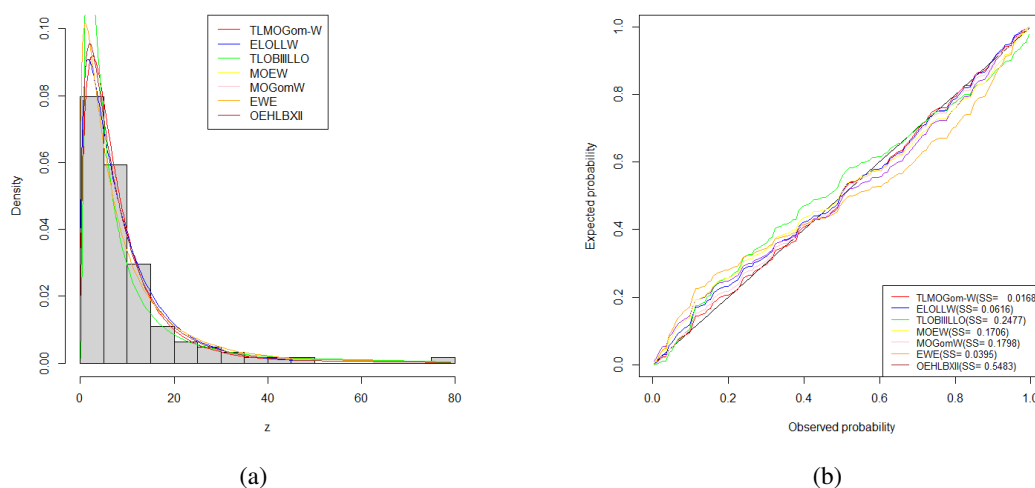 TLMOGom-W
ELOLLW
TLOBIIILLO
MOEW
MOGomW
EWE
OEHLBXII
Density
0.00 0.02 0.04 0.06 0.08 0.10
0 20 40 60 80
z
(a)
Expected probability
0.0 0.2 0.4 0.6 0.8 1.0
TLMOGom-W(SS= 0.0168
ELOLLW(SS= 0.0616)
TLOBIIILLO(SS= 0.2477)
MOEW(SS= 0.1706)
MOGomW(SS= 0.1798)
EWE(SS= 0.0395)
OEHLBXII(SS= 0.5483)
0.0 0.2 0.4 0.6 0.8 1.0
Observed probability
(b)